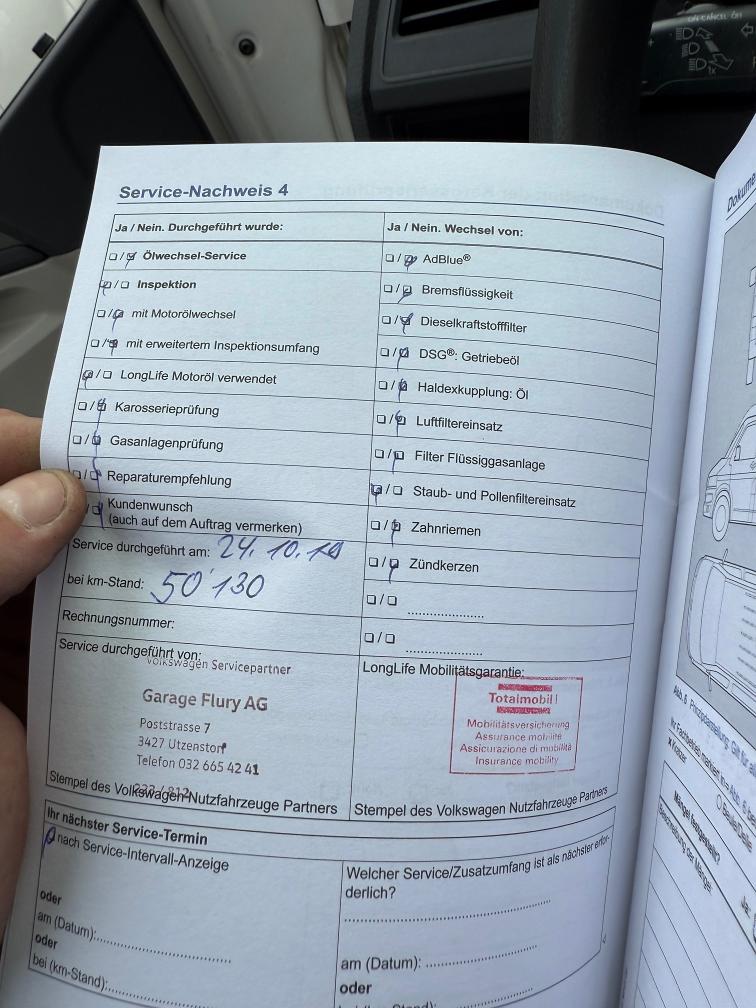 Service-Nachweis 4
Ja / Nein. Durchgeführt wurde:
❏/❏ Ölwechsel-Service
❏/❏ Inspektion
❏/❏ mit Motorölwechsel
❏/❏ mit erweitertem Inspektionsumfang
❏/❏ LongLife Motoröl verwendet
❏/❏ Karosserieprüfung
❏/❏ Gasanlagenprüfung
❏/❏ Reparaturempfehlung
/❏ Kundenwunsch
(auch auf dem Auftrag vermerken)
Service durchgeführt am: 24.10.19
bei km-Stand: 50'130
Rechnungsnummer:
Service durchgeführt von:
Volkswagen Servicepartner
Garage Flury AG
Poststrasse 7
3427 Utzenstorf
Telefon 032 665 42 41
Stempel des Volkswagen Nutzfahrzeuge Partners
Ja / Nein. Wechsel von:
❏/❏ AdBlue®
❏/❏ Bremsflüssigkeit
❏/❏ Dieselkraftstofffilter
❏/❏ DSG®: Getriebeöl
❏/❏ Haldexkupplung: Öl
❏/❏ Luftfiltereinsatz
❏/❏ Filter Flüssiggasanlage
❏/❏ Staub- und Pollenfiltereinsatz
❏/❏ Zahnriemen
❏/❏ Zündkerzen
❏/❏ ....................
❏/❏ ....................
LongLife Mobilitätsgarantie:
Totalmobil!
Mobilitätsversicherung
Assurance mobilité
Assicurazione di mobilità
Insurance mobility
Stempel des Volkswagen Nutzfahrzeuge Partners
Ihr nächster Service-Termin
nach Service-Intervall-Anzeige
oder
am (Datum):
oder
bei (km-Stand):
Welcher Service/Zusatzumfang ist als nächster erfor-
derlich?
am (Datum):
oder